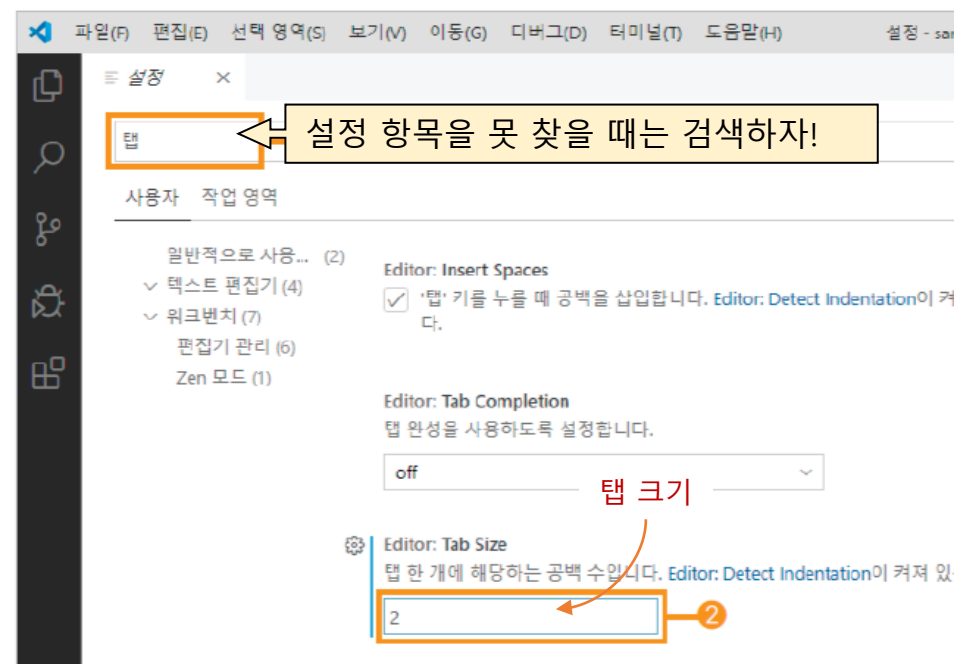 파일(F) 편집(E) 선택 영역(S) 보기(V) 이동(G) 디버그(D) 터미널(T) 도움말(H) 설정 -
설정
탭
설정 항목을 못 찾을 때는 검색하자!
사용자 작업 영역
일반적으로 사용... (2)
텍스트 편집기 (4)
워크벤치 (7)
편집기 관리 (6)
Zen 모드 (1)
Editor: Insert Spaces
'탭' 키를 누를 때 공백을 삽입합니다. Editor: Detect Indentation이
다.
Editor: Tab Completion
탭 완성을 사용하도록 설정합니다.
off
탭 크기
Editor: Tab Size
탭 한 개에 해당하는 공백 수입니다. Editor: Detect Indentation이 켜져 있
2
2